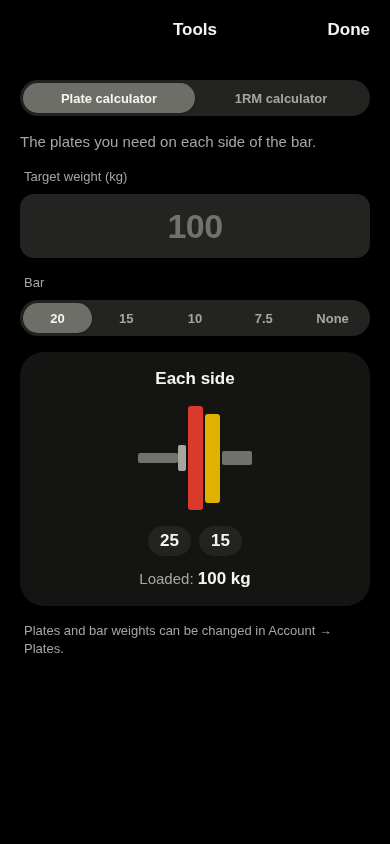 Tools
Done
Plate calculator
1RM calculator
The plates you need on each side of the bar.
Target weight (kg)
100
Bar
20
15
10
7.5
None
Each side
25
15
Loaded: 100 kg
Plates and bar weights can be changed in Account →
Plates.